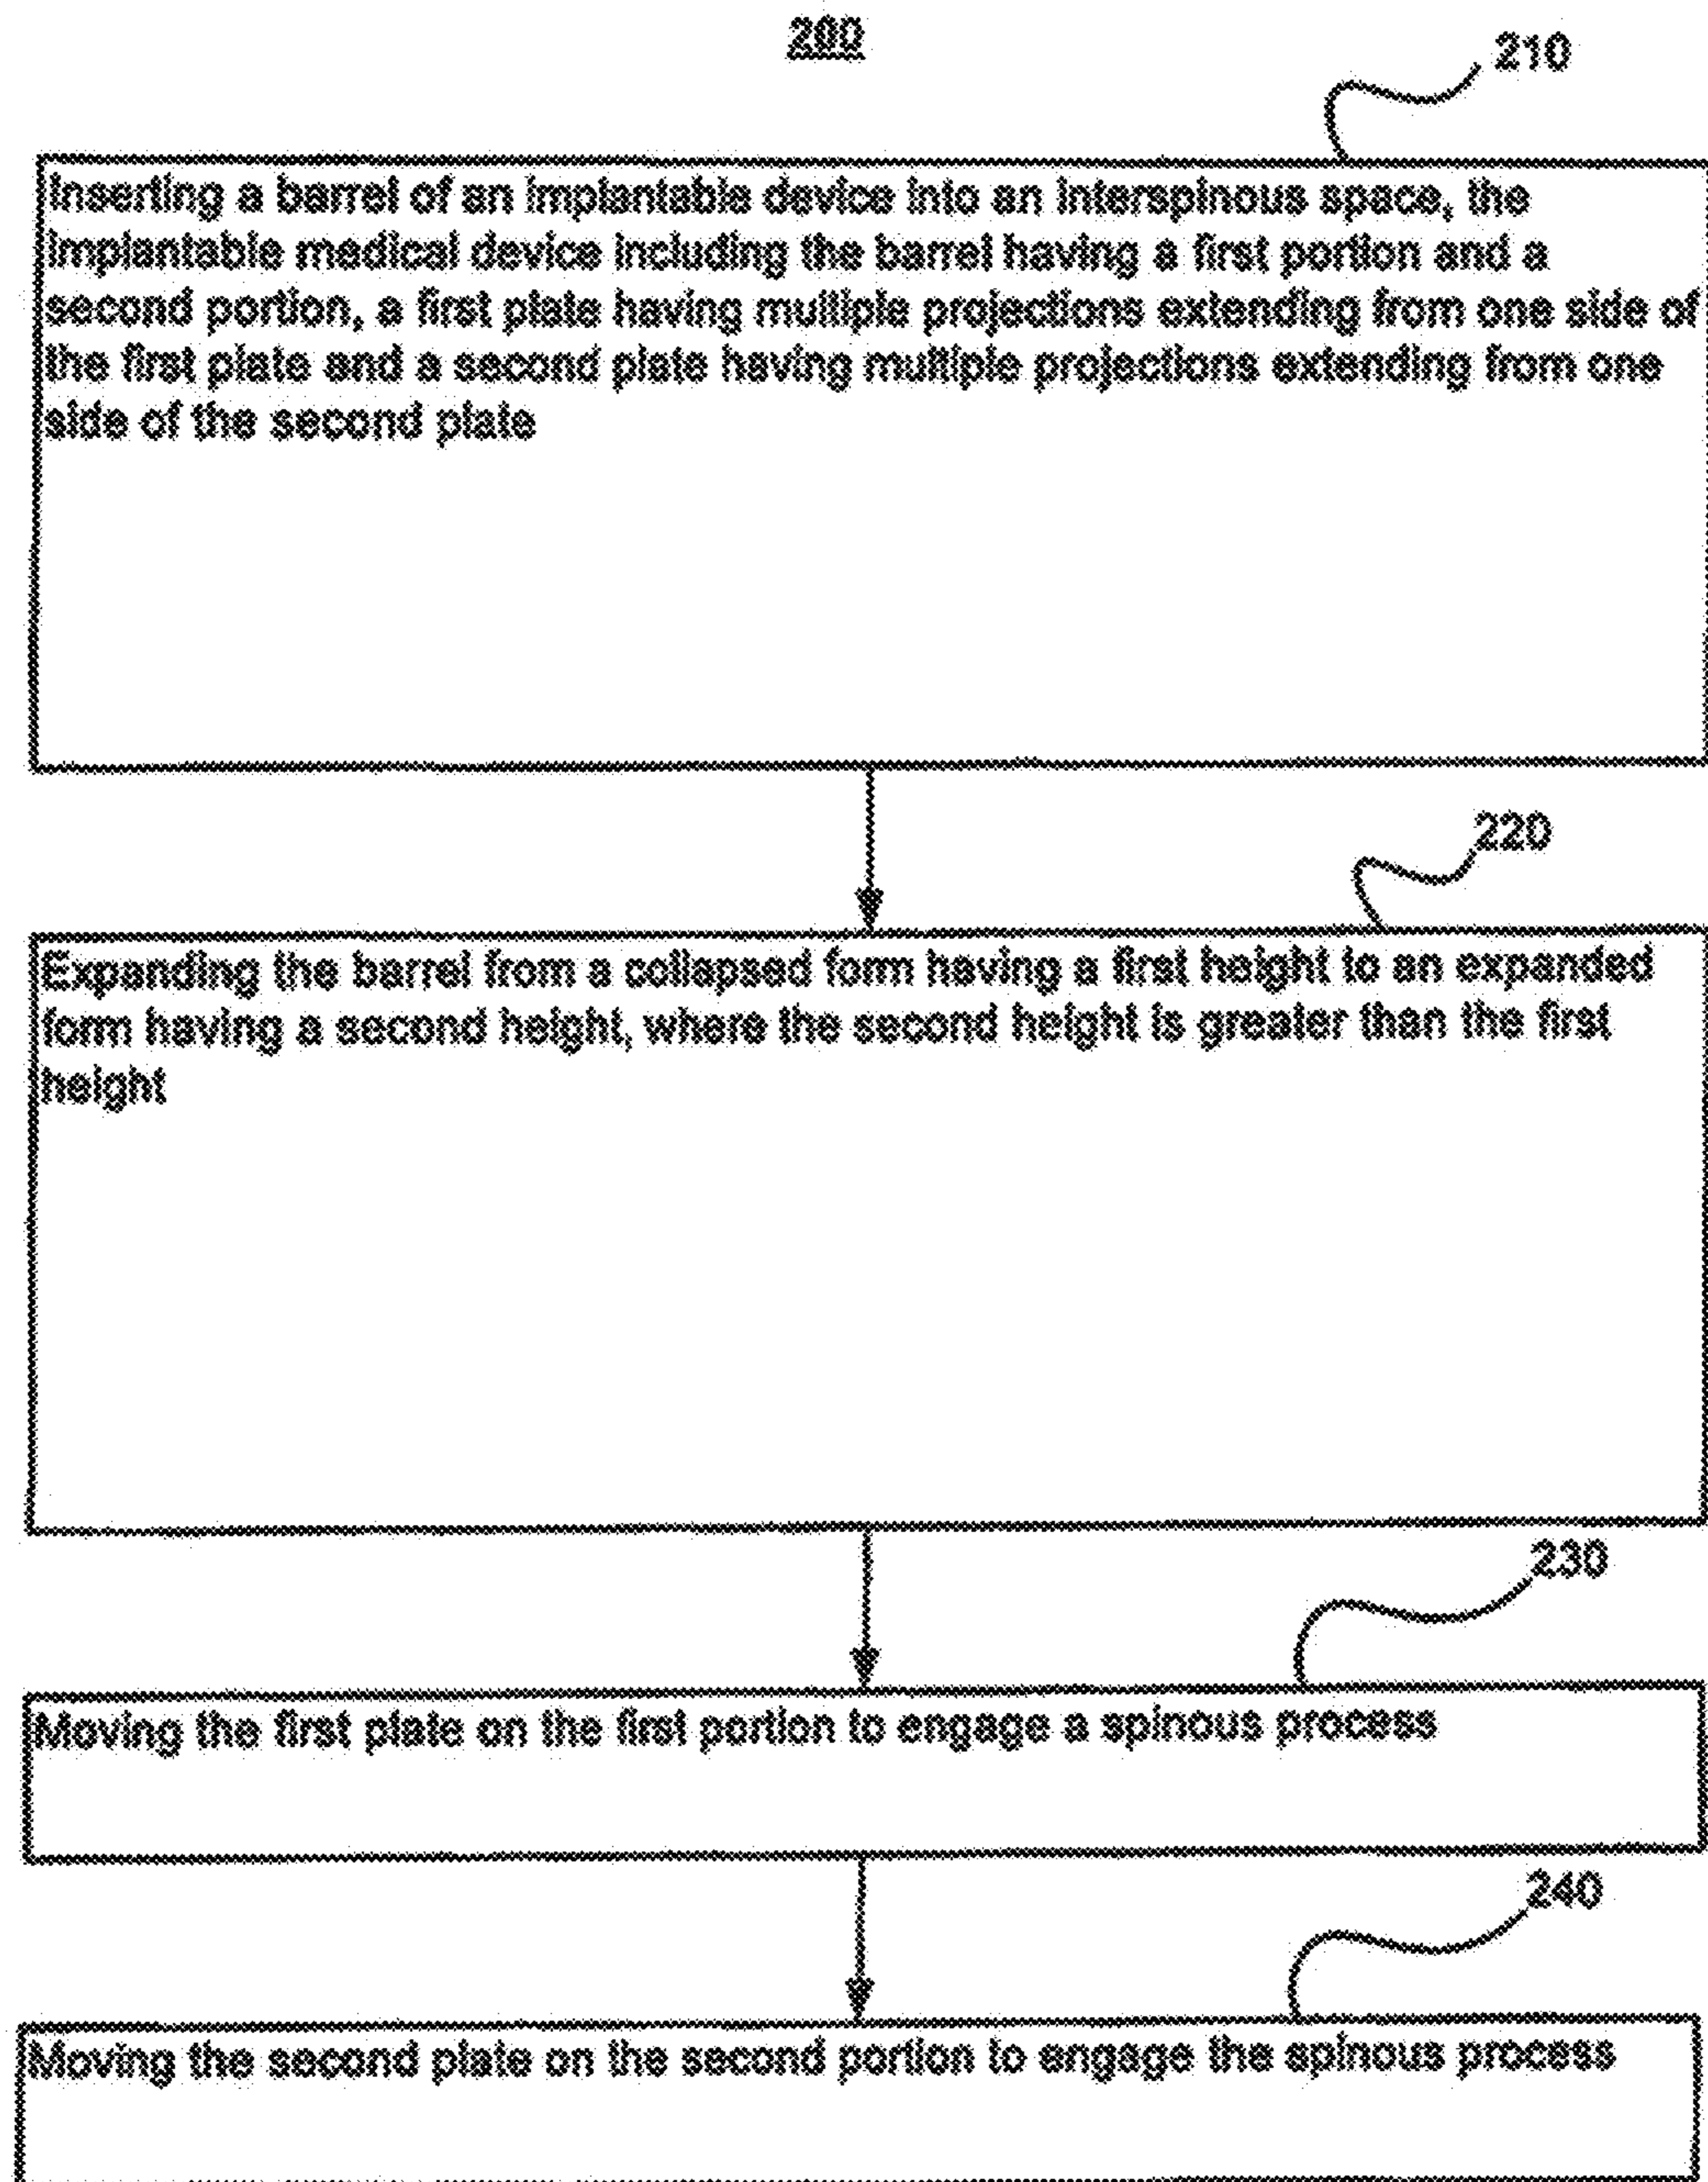 200
210
Inserting a barrel of an implantable device into an interspinous space, the
implantable medical device including the barrel having a first portion and a
second portion, a first plate having multiple projections extending from one side of
the first plate and a second plate having multiple projections extending from one
side of the second plate
220
Expanding the barrel from a collapsed form having a first height to an expanded
form having a second height, where the second height is greater than the first
height
230
Moving the first plate on the first portion to engage a spinous process
240
Moving the second plate on the second portion to engage the spinous process